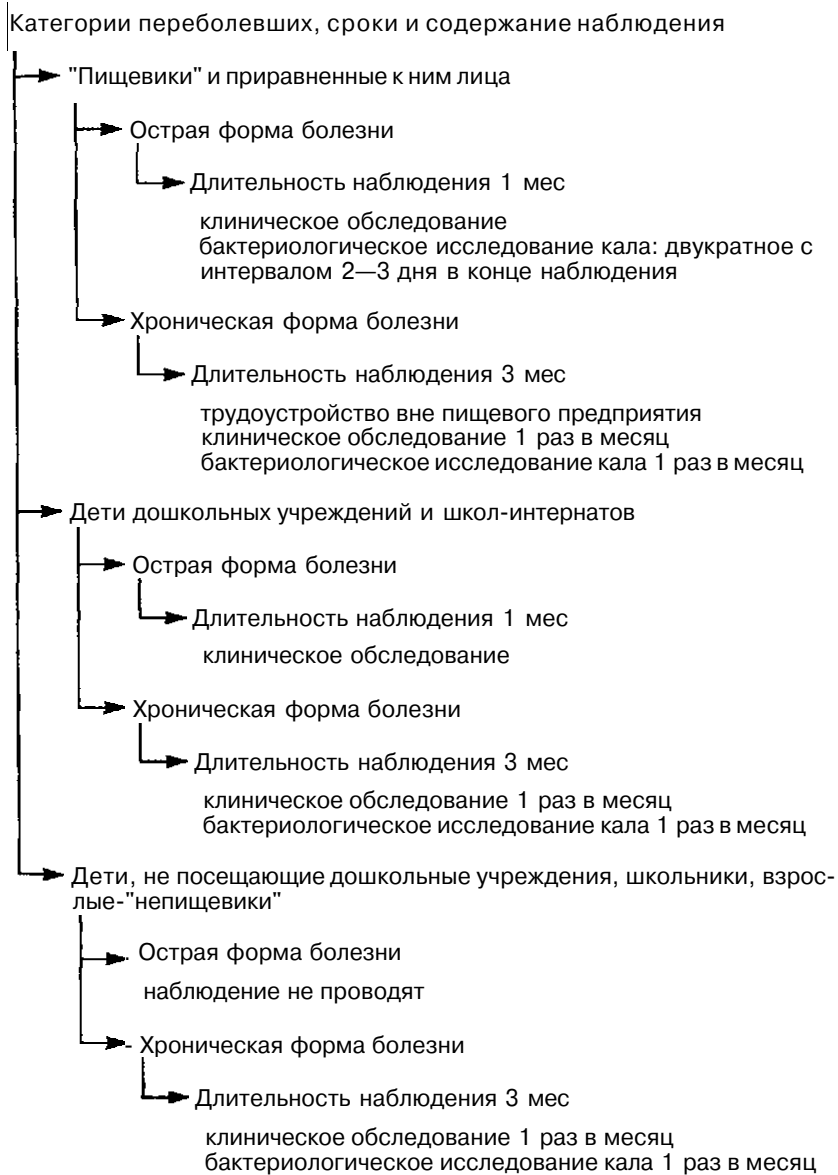 Категории переболевших, сроки и содержание наблюдения
"Пищевики" и приравненные к ним лица
Острая форма болезни
Длительность наблюдения 1 мес
клиническое обследование
бактериологическое исследование кала: двукратное с
интервалом 2—3 дня в конце наблюдения
Хроническая форма болезни
Длительность наблюдения 3 мес
трудоустройство вне пищевого предприятия
клиническое обследование 1 раз в месяц
бактериологическое исследование кала 1 раз в месяц
Дети дошкольных учреждений и школ-интернатов
Острая форма болезни
Длительность наблюдения 1 мес
клиническое обследование
Хроническая форма болезни
Длительность наблюдения 3 мес
клиническое обследование 1 раз в месяц
бактериологическое исследование кала 1 раз в месяц
Дети, не посещающие дошкольные учреждения, школьники, взрос-
лые-"непищевики"
Острая форма болезни
наблюдение не проводят
Хроническая форма болезни
Длительность наблюдения 3 мес
клиническое обследование 1 раз в месяц
бактериологическое исследование кала 1 раз в месяц